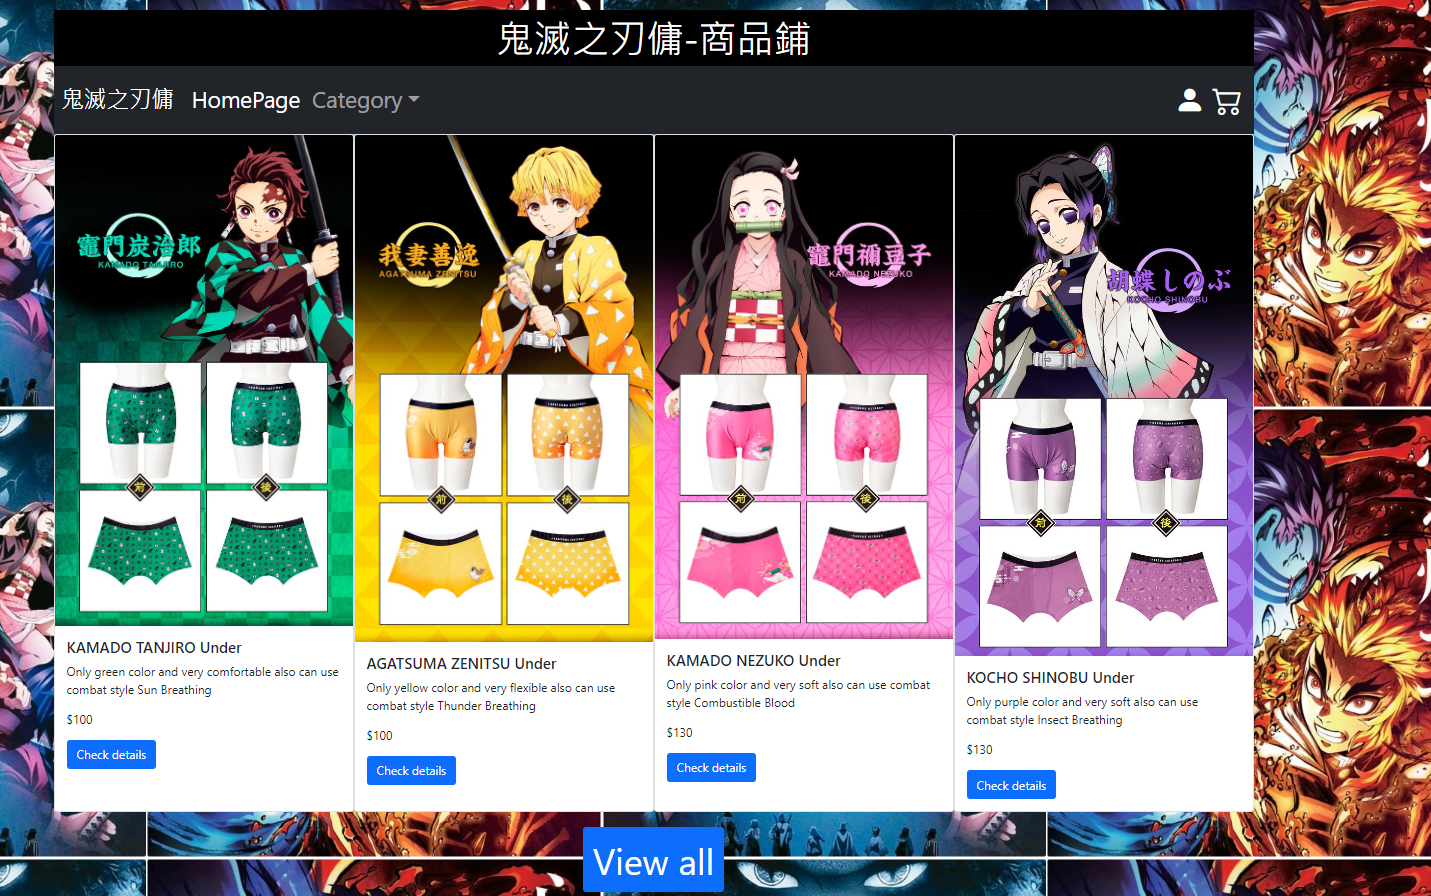 鬼滅之刃傭-商品鋪
鬼滅之刃傭 HomePage Category
竈門炭治郎
KAMADO TANJIRO
前 後
KAMADO TANJIRO Under
Only green color and very comfortable also can use
combat style Sun Breathing
$100
Check details
我妻善逸
AGATSUMA ZENITSU
前 後
AGATSUMA ZENITSU Under
Only yellow color and very flexible also can use
combat style Thunder Breathing
$100
Check details
竈門禰豆子
KAMADO NEZUKO
前 後
KAMADO NEZUKO Under
Only pink color and very soft also can use combat
style Combustible Blood
$130
Check details
胡蝶しのぶ
KOCHO SHINOBU
前 後
KOCHO SHINOBU Under
Only purple color and very soft also can use
combat style Insect Breathing
$130
Check details
View all